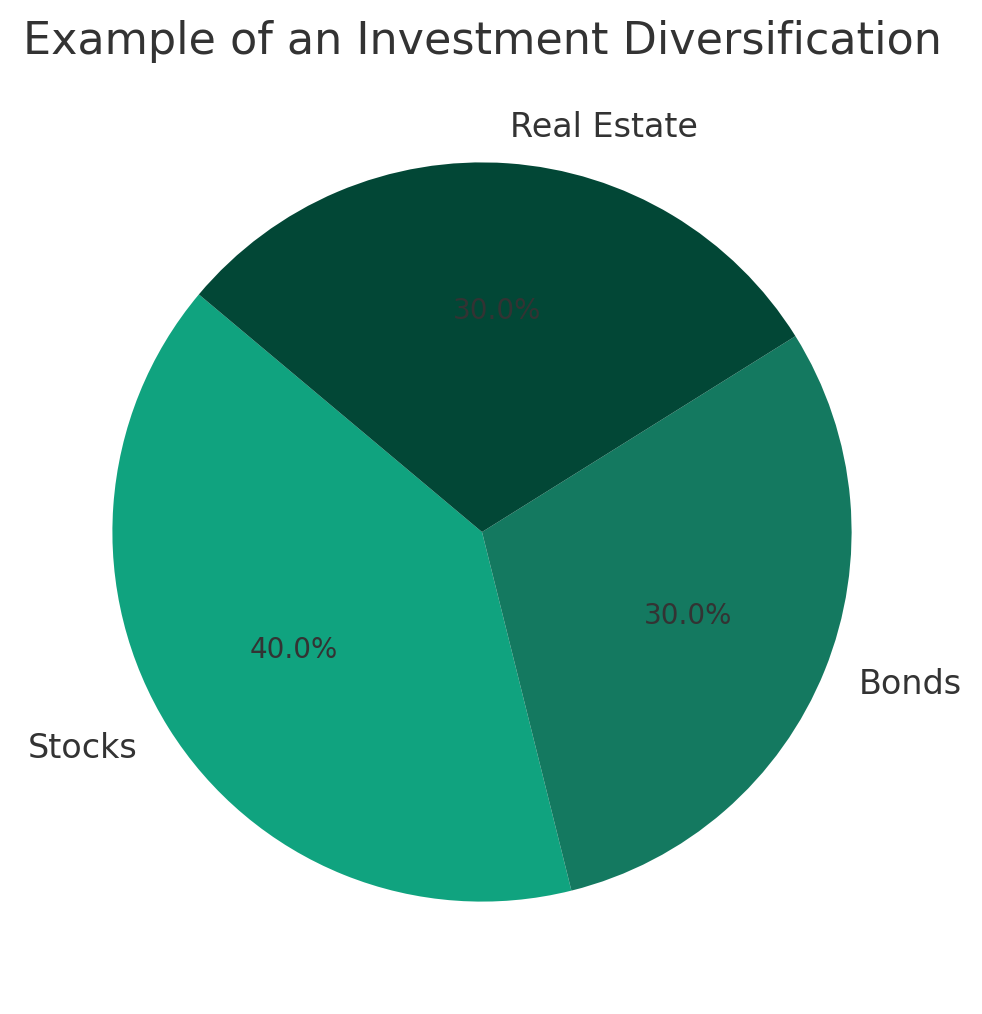 Example of an Investment Diversification
Real Estate
30.0%
30.0%
40.0%
Bonds
Stocks